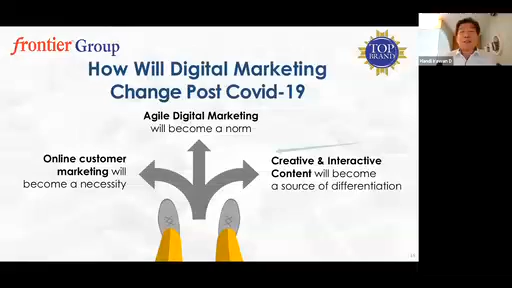 frontier Group
TOP
BRAND
Handi Irawan D
How Will Digital Marketing
Change Post Covid-19
Agile Digital Marketing
will become a norm
Online customer
marketing will
become a necessity
Creative & Interactive
Content will become
a source of differentiation